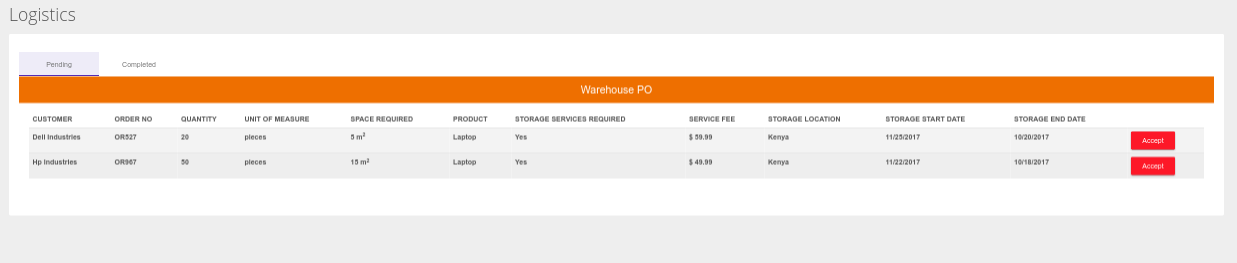 Logistics
Pending Completed
Warehouse PO
CUSTOMER ORDER NO QUANTITY UNIT OF MEASURE SPACE REQUIRED PRODUCT STORAGE SERVICES REQUIRED SERVICE FEE STORAGE LOCATION STORAGE START DATE STORAGE END DATE
Dell Industries OR527 20 pieces 5 m² Laptop Yes $ 59.99 Kenya 11/25/2017 10/20/2017 Accept
Hp Industries OR967 50 pieces 15 m² Laptop Yes $ 49.99 Kenya 11/22/2017 10/18/2017 Accept